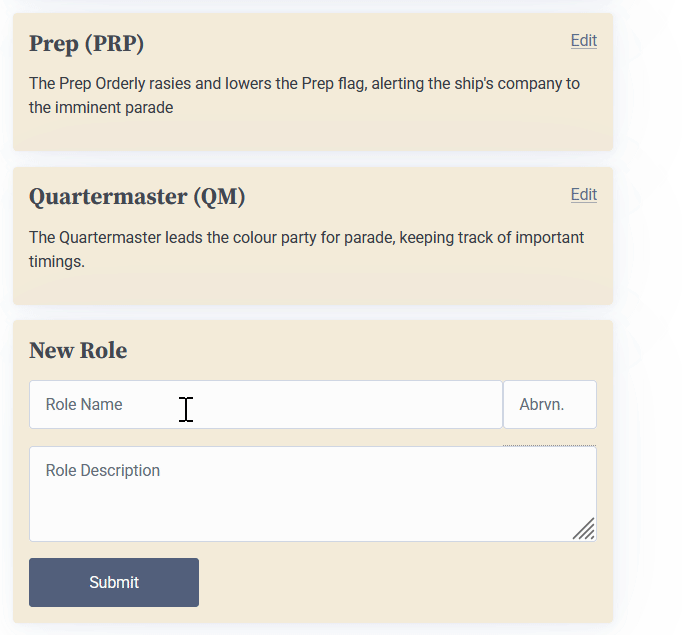 Prep (PRP)
Edit
The Prep Orderly rasies and lowers the Prep flag, alerting the ship's company to
the imminent parade
Quartermaster (QM)
Edit
The Quartermaster leads the colour party for parade, keeping track of important
timings.
New Role
Role Name
Abrvn.
Role Description
Submit